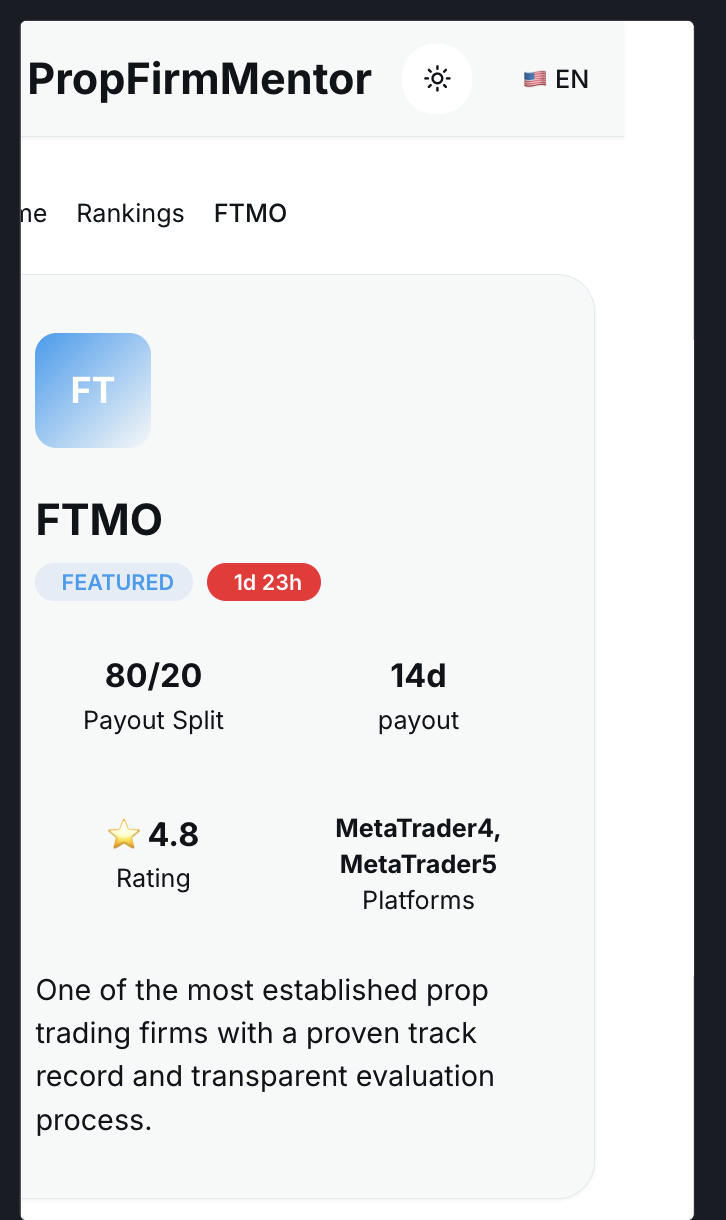 PropFirmMentor 🇺🇸 EN
Rankings FTMO
FT
FTMO
FEATURED 1d 23h
80/20 14d
Payout Split payout
⭐ 4.8 MetaTrader4,
MetaTrader5
Rating Platforms
One of the most established prop
trading firms with a proven track
record and transparent evaluation
process.